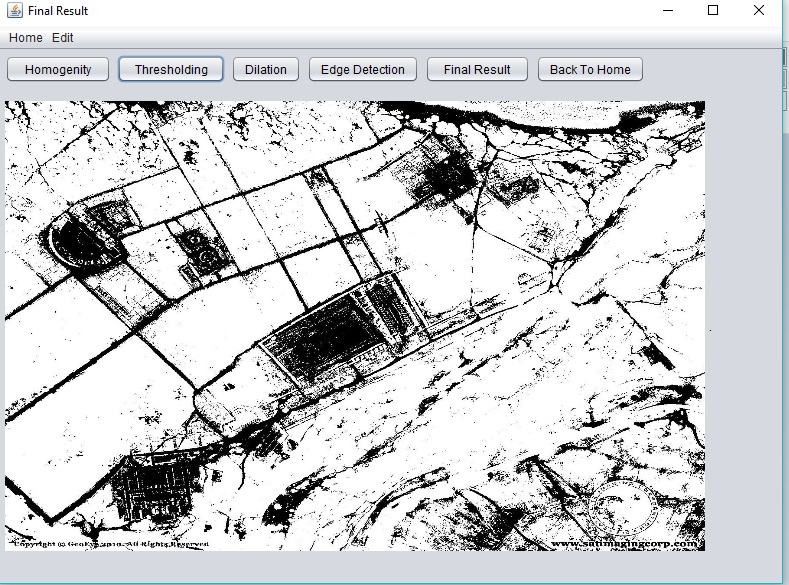 Final Result
Home Edit
Homogenity Thresholding Dilation Edge Detection Final Result Back To Home
Copyright © GeoEye 2010. All Rights Reserved
www.satimagingcorp.com